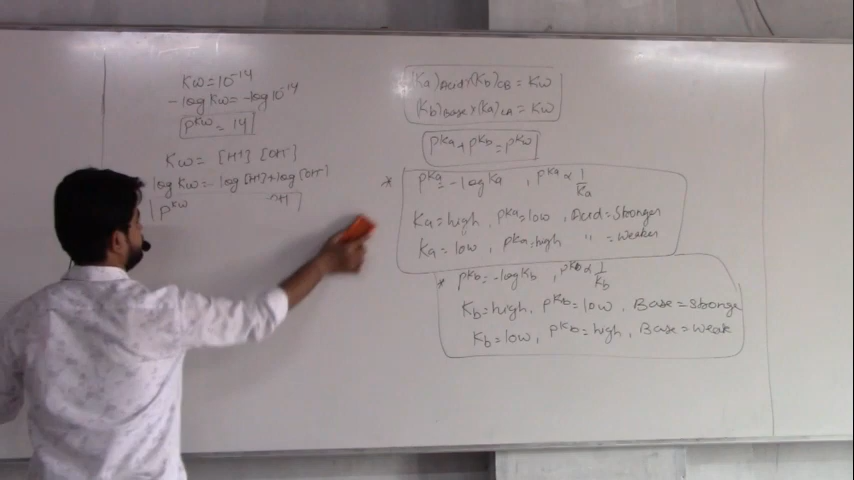 Kw = 10⁻¹⁴
-log Kw = -log 10⁻¹⁴
pKw = 14
Kw = [H+] [OH-]
log Kw = log [H+] + log [OH-]
pKw H]
(Ka)Acid × (Kb)CB = Kw
(Kb)Base × (Ka)CA = Kw
pKa + pKb = pKw
* pKa = -log Ka , pKa ∝ 1/Ka
Ka = high, pKa = low, Acid = Stronger
Ka = low, pKa = high " = weaker
* pKb = -log Kb , pKb ∝ 1/Kb
Kb = high, pKb = low, Base = Stronge
Kb = low, pKb = high, Base = weak